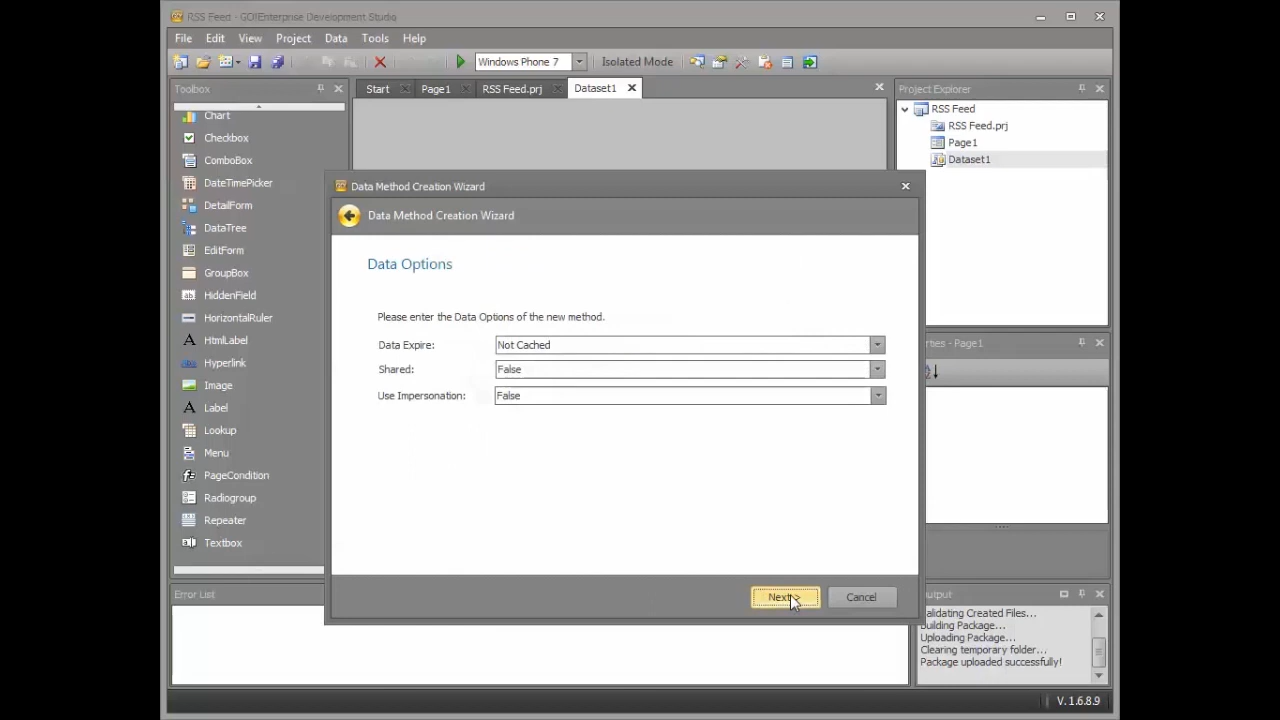 RSS Feed - GO!Enterprise Development Studio
File Edit View Project Data Tools Help
Windows Phone 7 Isolated Mode
Toolbox
Chart
Checkbox
ComboBox
DateTimePicker
DetailForm
DataTree
EditForm
GroupBox
HiddenField
HorizontalRuler
HtmlLabel
Hyperlink
Image
Label
Lookup
Menu
PageCondition
Radiogroup
Repeater
Textbox
Start Page1 RSS Feed.prj Dataset1
Data Method Creation Wizard
Data Method Creation Wizard
Data Options
Please enter the Data Options of the new method.
Data Expire: Not Cached
Shared: False
Use Impersonation: False
Next > Cancel
Project Explorer
RSS Feed
RSS Feed.prj
Page1
Dataset1
rties - Page1
Error List
utput
alidating Created Files...
Building Package...
Uploading Package...
Clearing temporary folder...
Package uploaded successfully!
V. 1.6.8.9